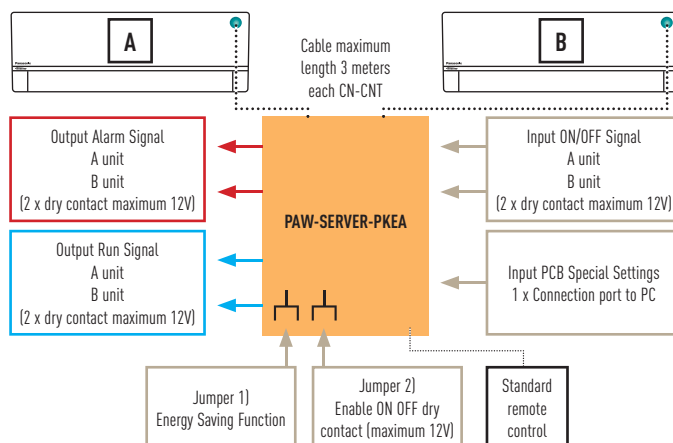 A
B
Cable maximum
length 3 meters
each CN-CNT
Output Alarm Signal
A unit
B unit
(2 x dry contact maximum 12V)
Output Run Signal
A unit
B unit
(2 x dry contact maximum 12V)
PAW-SERVER-PKEA
Input ON/OFF Signal
A unit
B unit
(2 x dry contact maximum 12V)
Input PCB Special Settings
1 x Connection port to PC
Jumper 1)
Energy Saving Function
Jumper 2)
Enable ON OFF dry
contact (maximum 12V)
Standard
remote
control